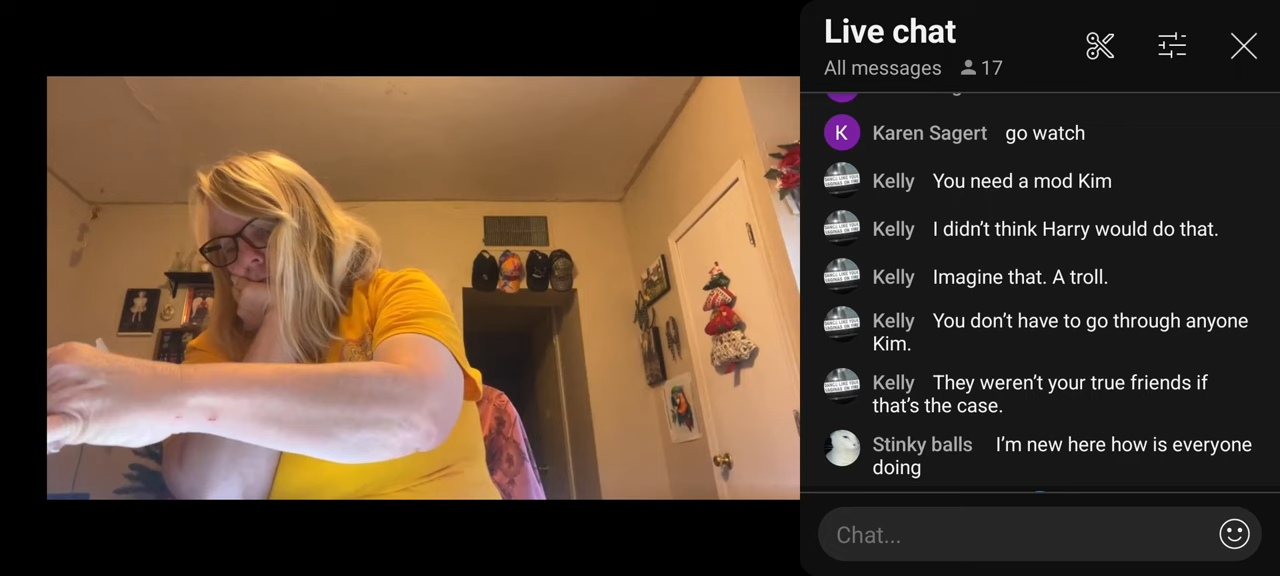 Live chat
All messages 17
Karen Sagert go watch
Kelly You need a mod Kim
Kelly I didn't think Harry would do that.
Kelly Imagine that. A troll.
Kelly You don't have to go through anyone
Kim.
Kelly They weren't your true friends if
that's the case.
Stinky balls I'm new here how is everyone
doing
Chat...